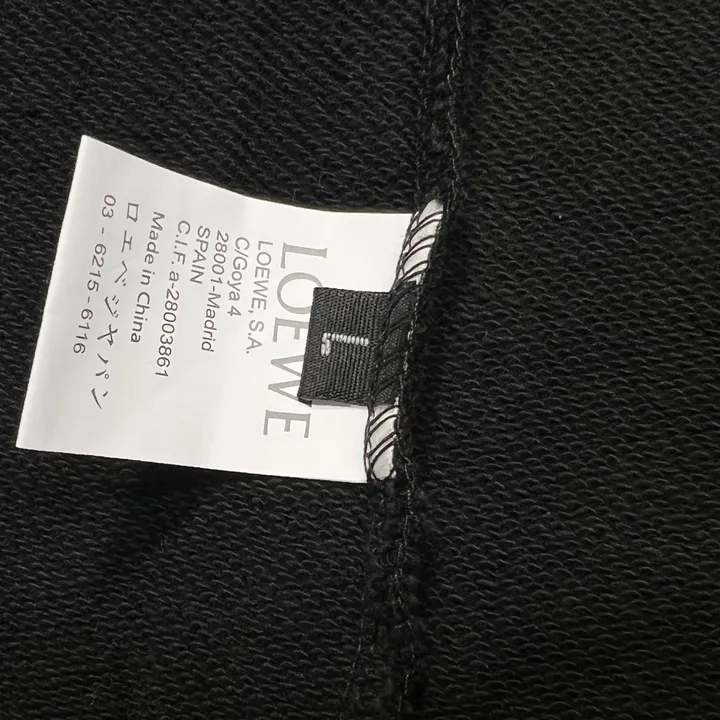 LOEWE
L
LOEWE, S.A.
C/Goya 4
28001-Madrid
SPAIN
C.I.F. a-28003861
Made in China
ロエベジャパン
03 - 6215 - 6116